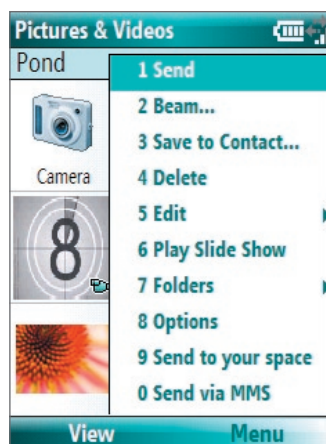 Pictures & Videos
Pond
1 Send
2 Beam...
3 Save to Contact...
Camera
4 Delete
5 Edit
8
6 Play Slide Show
7 Folders
8 Options
9 Send to your space
0 Send via MMS
View
Menu